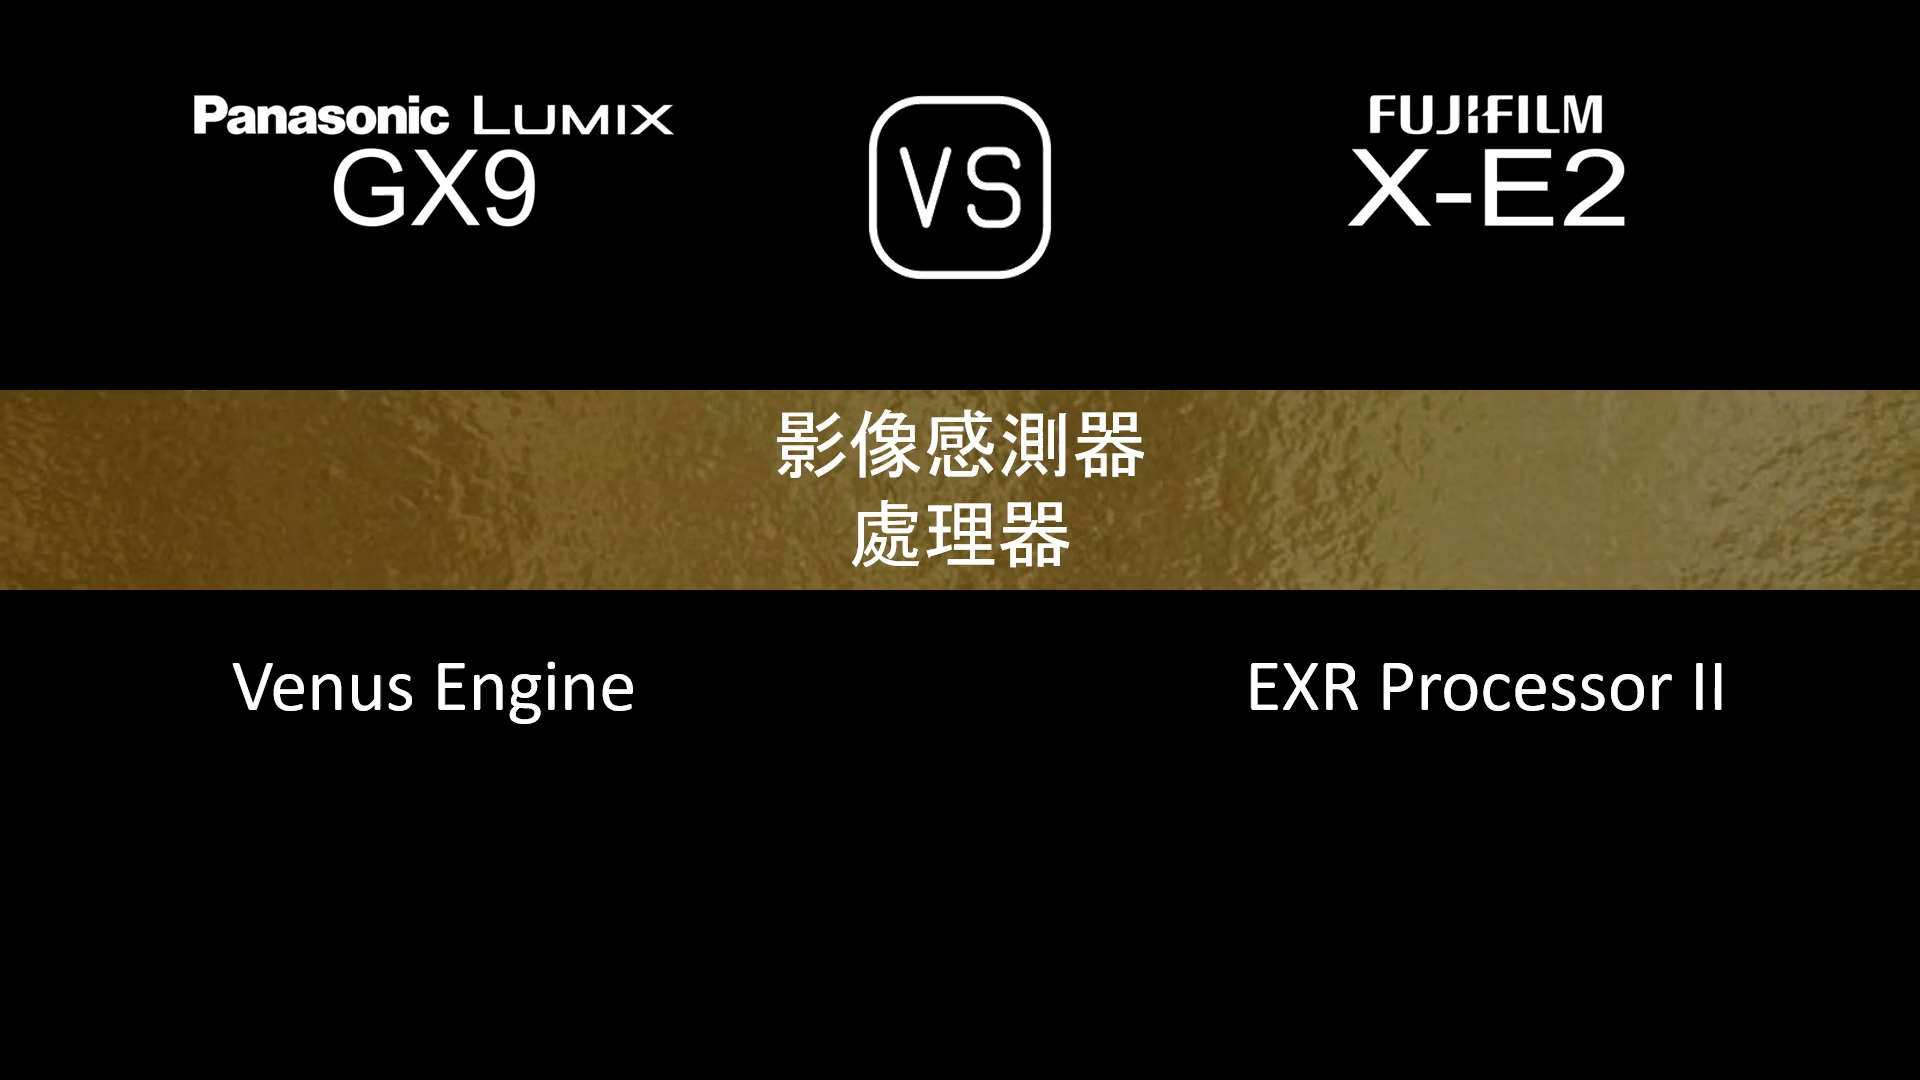 Panasonic LUMIX
GX9
VS
FUJIFILM
X-E2
影像感測器
處理器
Venus Engine
EXR Processor II